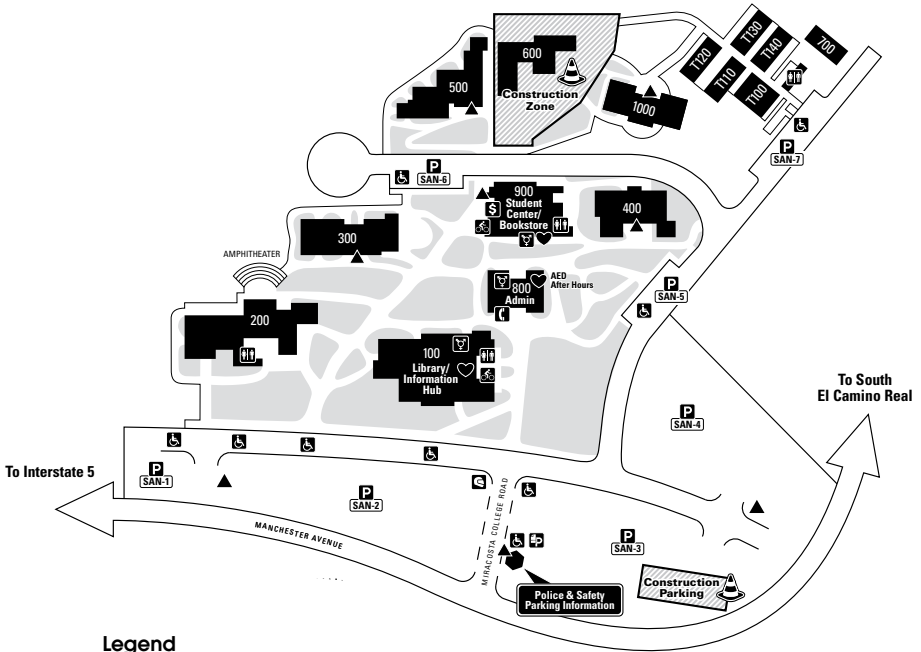 T130
T140
700
T120
T110
T100
600
500
Construction
Zone
1000
P
SAN-7
P
SAN-6
900
Student
Center/
Bookstore
$
400
300
AMPHITHEATER
AED
After Hours
800
Admin
P
SAN-5
200
100
Library/
Information
Hub
To South
El Camino Real
P
SAN-4
To Interstate 5
P
SAN-1
P
SAN-2
MANCHESTER AVENUE
MIRACOSTA COLLEGE ROAD
P
SAN-3
Construction
Parking
Police & Safety
Parking Information
Legend